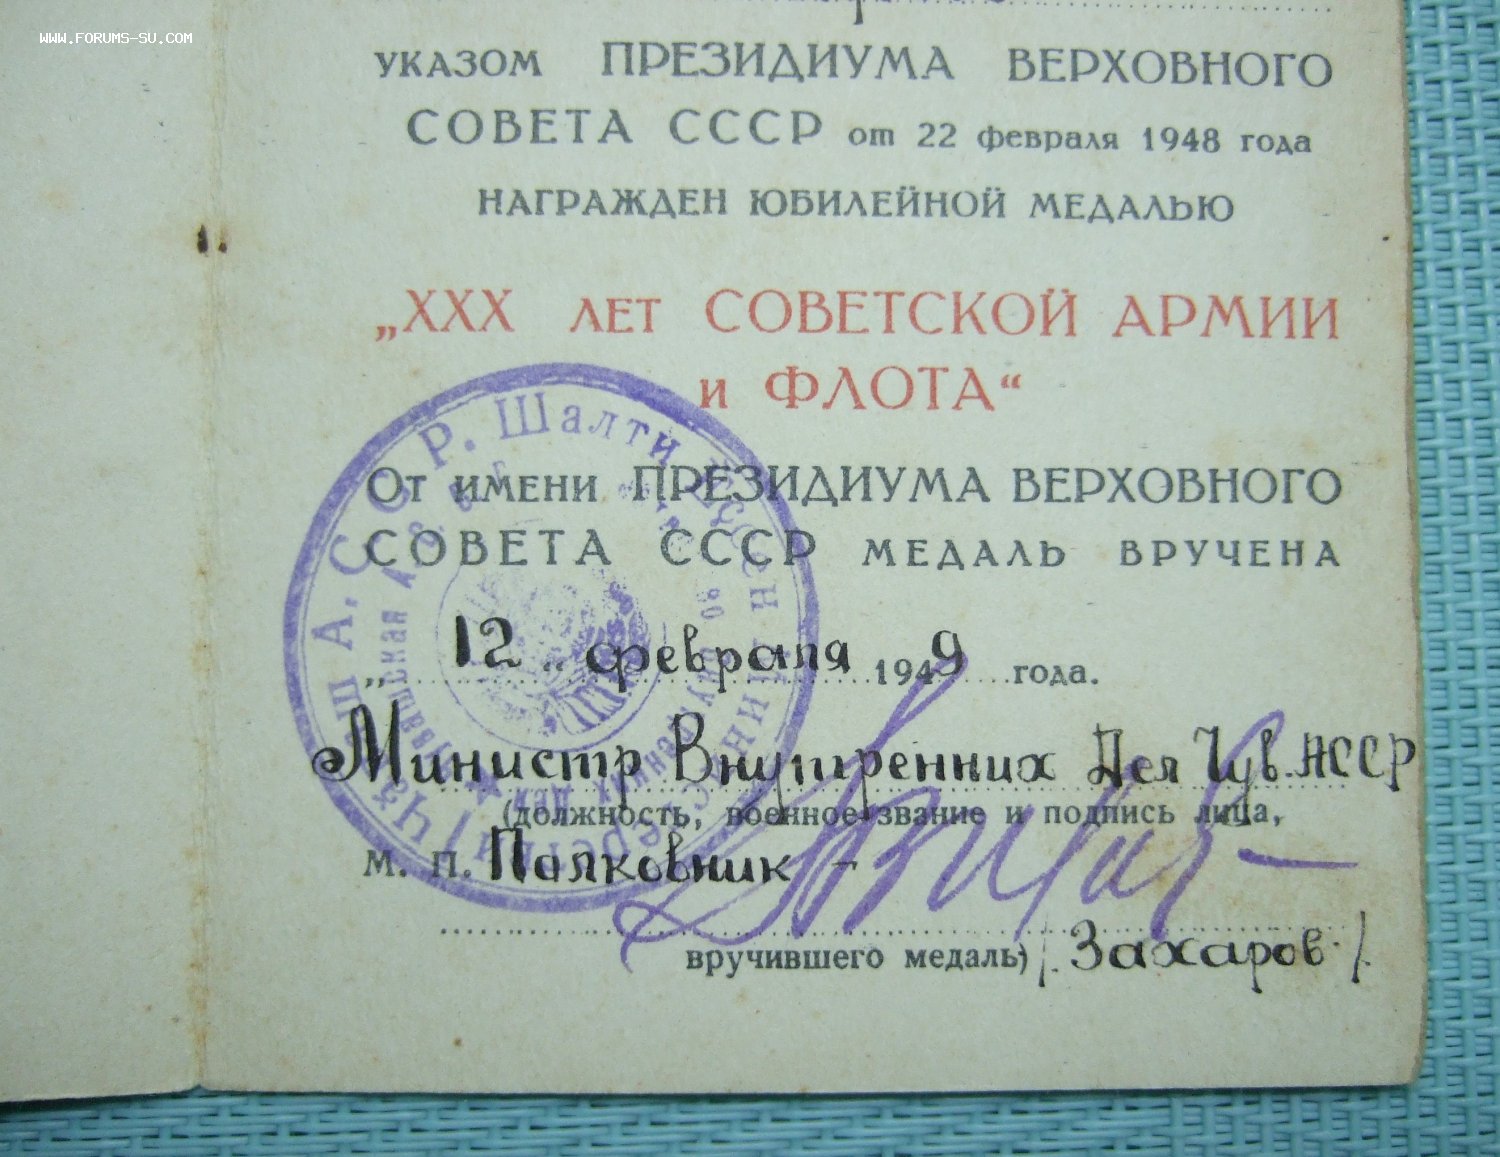 WWW.FORUMS-SU.COM
УКАЗОМ ПРЕЗИДИУМА ВЕРХОВНОГО
СОВЕТА СССР от 22 февраля 1948 года
НАГРАЖДЕН ЮБИЛЕЙНОЙ МЕДАЛЬЮ
„XXX ЛЕТ СОВЕТСКОЙ АРМИИ
и ФЛОТА“
От имени ПРЕЗИДИУМА ВЕРХОВНОГО
СОВЕТА СССР МЕДАЛЬ ВРУЧЕНА
„ 12 “ февраля 1949 года.
Министр Внутренних Дел Чув. АССР
(должность, военное звание и подпись лица,
М. П. Полковник –
вручившего медаль) /. Захаров ./.
Чӑваш А.С.С.Р. Шалти